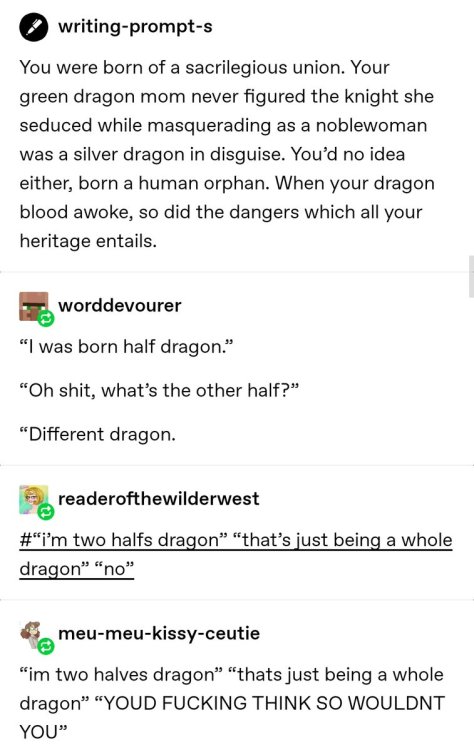 writing-prompt-s
You were born of a sacrilegious union. Your
green dragon mom never figured the knight she
seduced while masquerading as a noblewoman
was a silver dragon in disguise. You’d no idea
either, born a human orphan. When your dragon
blood awoke, so did the dangers which all your
heritage entails.
worddevourer
“I was born half dragon.”
“Oh shit, what’s the other half?”
“Different dragon.
readerofthewilderwest
#“i’m two halfs dragon” “that’s just being a whole
dragon” “no”
meu-meu-kissy-ceutie
“im two halves dragon” “thats just being a whole
dragon” “YOUD FUCKING THINK SO WOULDNT
YOU”